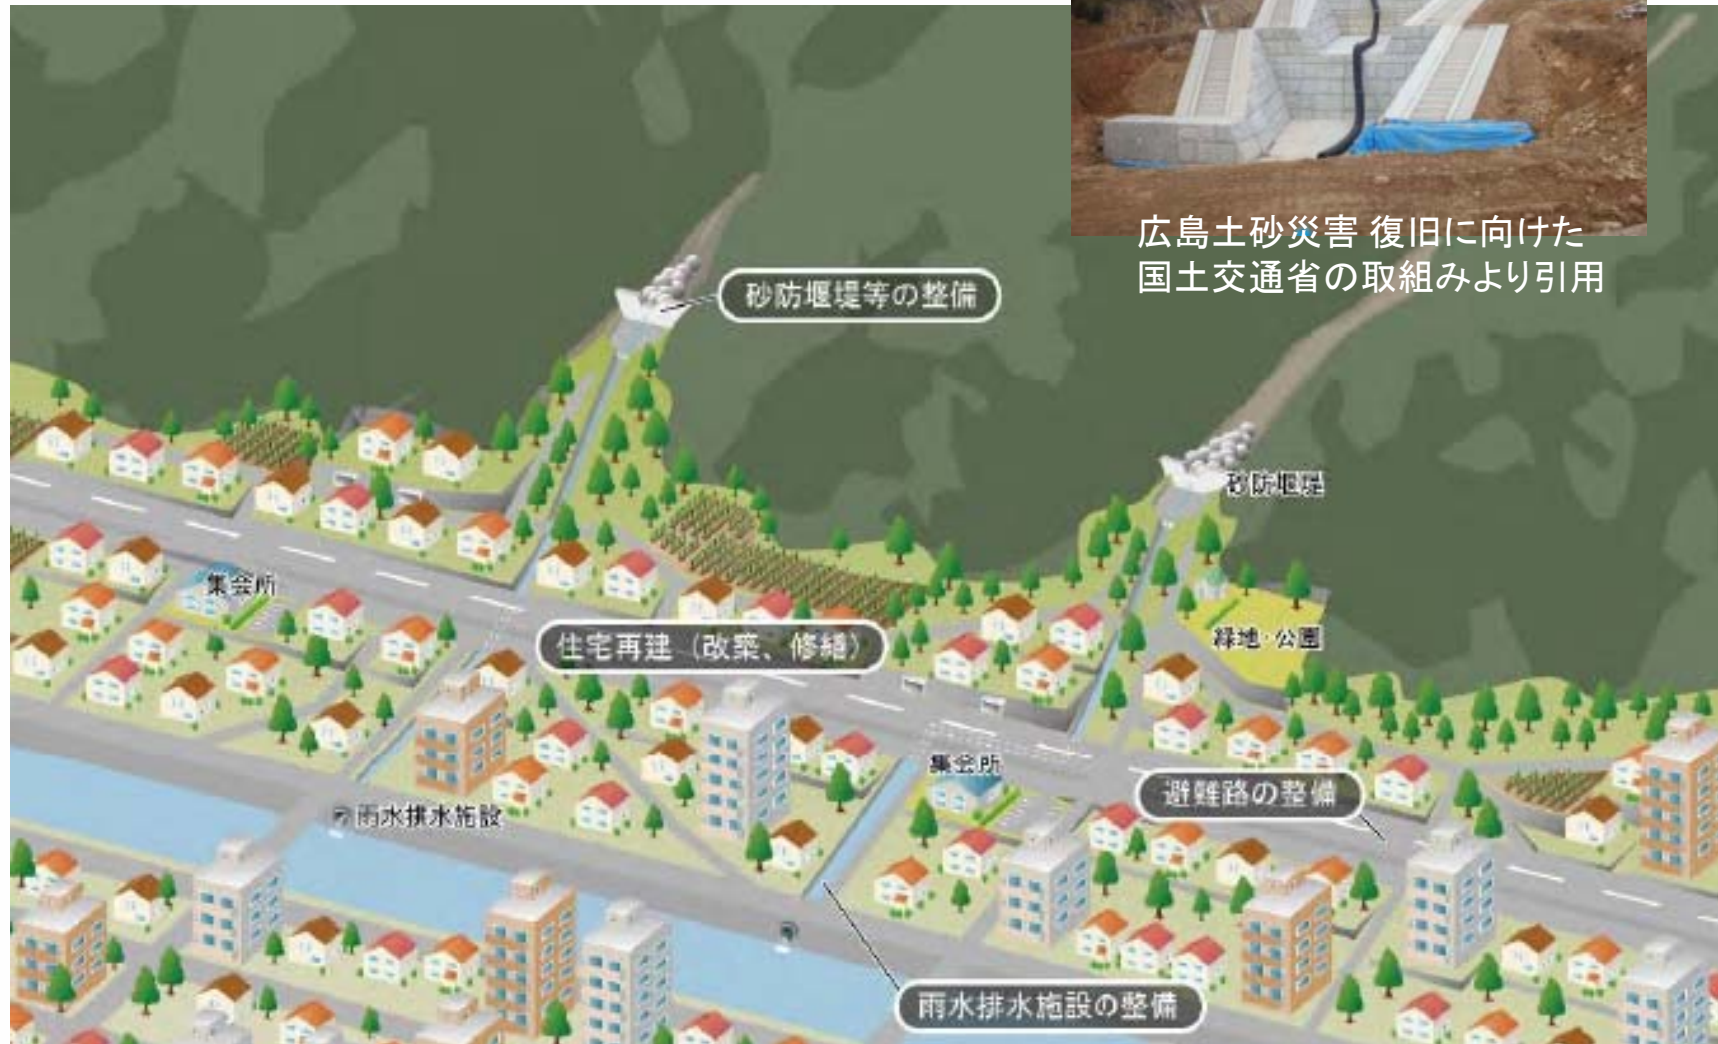 広島土砂災害 復旧に向けた
国土交通省の取組みより引用
砂防堰堤等の整備
砂防堰堤
集会所
住宅再建（改築、修繕）
緑地・公園
集会所
避難路の整備
雨水排水施設
雨水排水施設の整備